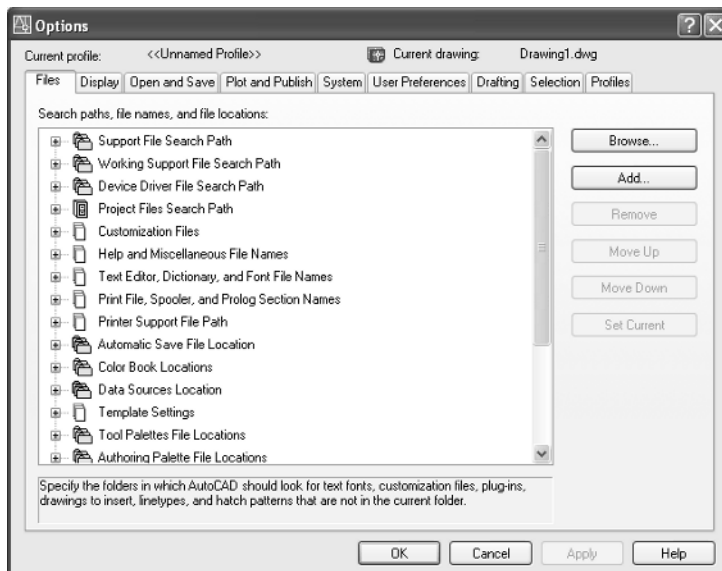 Options
Current profile: <<Unnamed Profile>> Current drawing: Drawing1.dwg
Files Display Open and Save Plot and Publish System User Preferences Drafting Selection Profiles
Search paths, file names, and file locations:
Support File Search Path
Working Support File Search Path
Device Driver File Search Path
Project Files Search Path
Customization Files
Help and Miscellaneous File Names
Text Editor, Dictionary, and Font File Names
Print File, Spooler, and Prolog Section Names
Printer Support File Path
Automatic Save File Location
Color Book Locations
Data Sources Location
Template Settings
Tool Palettes File Locations
Authoring Palette File Locations
Browse...
Add...
Remove
Move Up
Move Down
Set Current
Specify the folders in which AutoCAD should look for text fonts, customization files, plug-ins,
drawings to insert, linetypes, and hatch patterns that are not in the current folder.
OK Cancel Apply Help